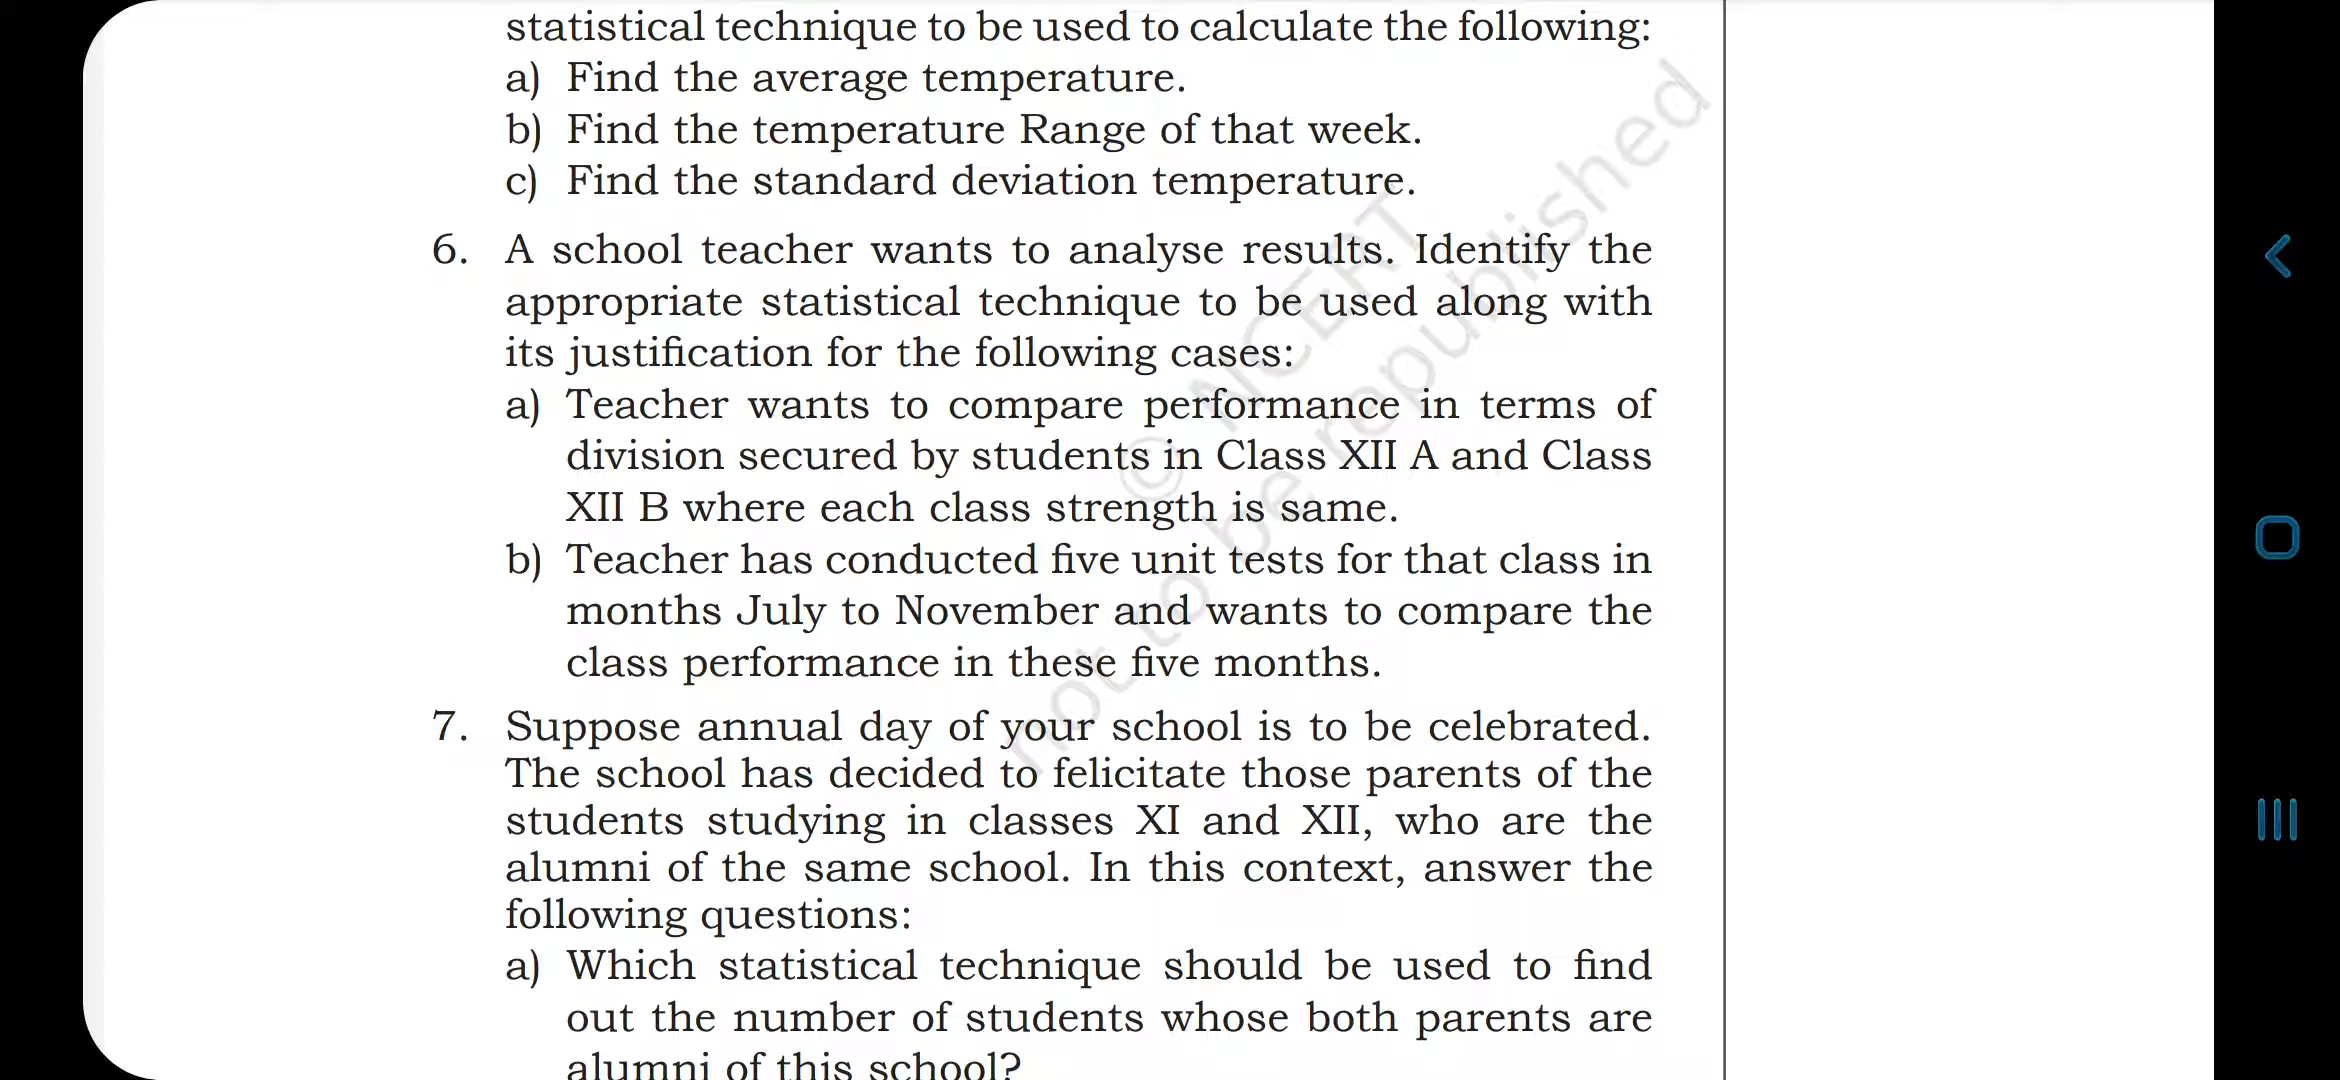 statistical technique to be used to calculate the following:
a) Find the average temperature.
b) Find the temperature Range of that week.
c) Find the standard deviation temperature.
6. A school teacher wants to analyse results. Identify the
appropriate statistical technique to be used along with
its justification for the following cases:
a) Teacher wants to compare performance in terms of
division secured by students in Class XII A and Class
XII B where each class strength is same.
b) Teacher has conducted five unit tests for that class in
months July to November and wants to compare the
class performance in these five months.
7. Suppose annual day of your school is to be celebrated.
The school has decided to felicitate those parents of the
students studying in classes XI and XII, who are the
alumni of the same school. In this context, answer the
following questions:
a) Which statistical technique should be used to find
out the number of students whose both parents are
alumni of this school?
© NCERT
not to be republished